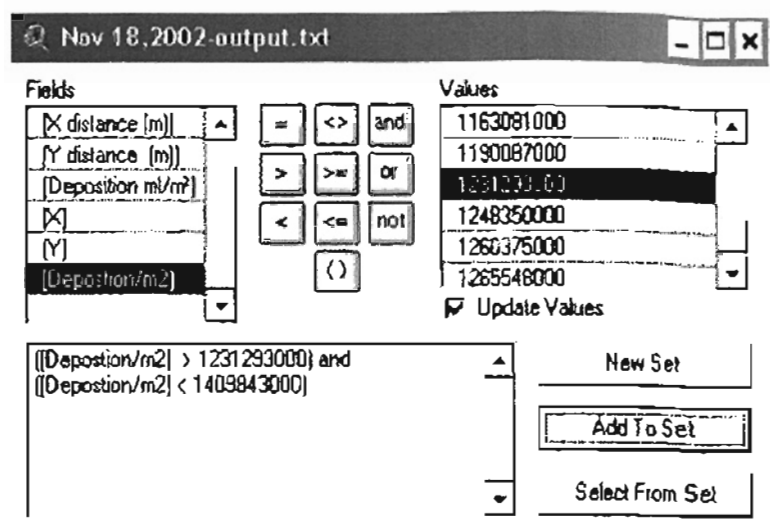 Nov 18,2002-output.txt
Fields
Values
[X distance (m)]
[Y distance (m)]
[Deposition ml/m²]
[X]
[Y]
[Depostion/m2]
= <> and
> >= or
< <= not
()
1163081000
1190087000
1231293000
1248350000
1260375000
1265548000
Update Values
([Depostion/m2] > 1231293000) and
([Depostion/m2] < 1409843000)
New Set
Add To Set
Select From Set